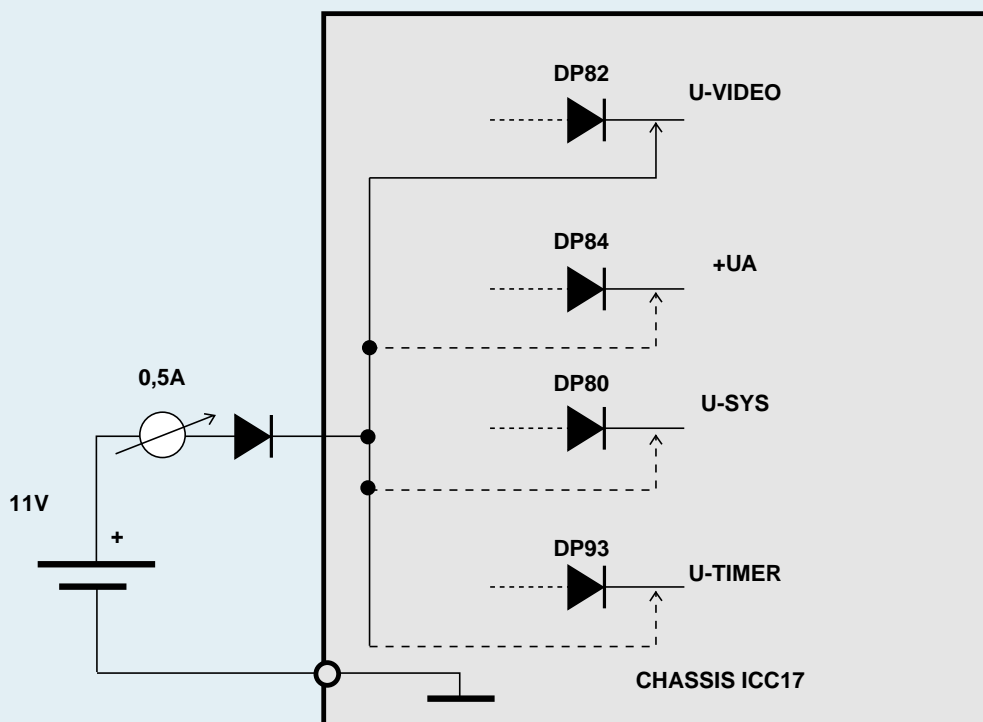 DP82
U-VIDEO
DP84
+UA
0,5A
DP80
U-SYS
11V
+
DP93
U-TIMER
CHASSIS ICC17